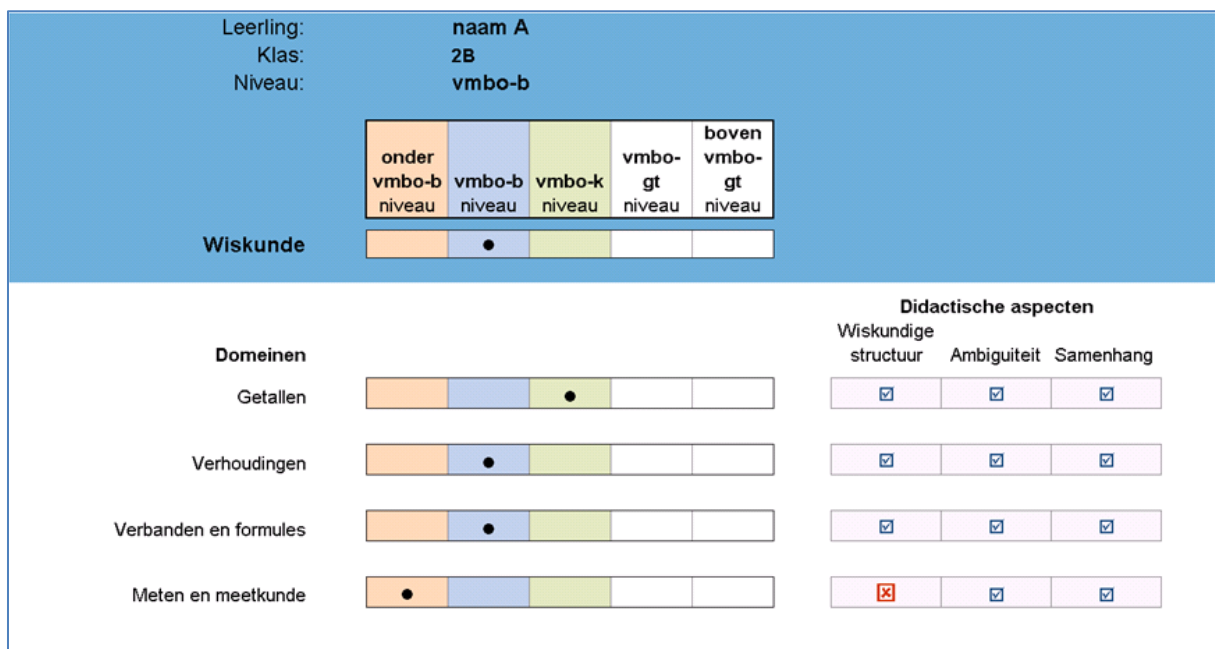 Leerling: naam A
Klas: 2B
Niveau: vmbo-b
onder vmbo-b niveau
vmbo-b niveau
vmbo-k niveau
vmbo-gt niveau
boven vmbo-gt niveau
Wiskunde
Didactische aspecten
Domeinen
Wiskundige structuur
Ambiguiteit
Samenhang
Getallen
Verhoudingen
Verbanden en formules
Meten en meetkunde